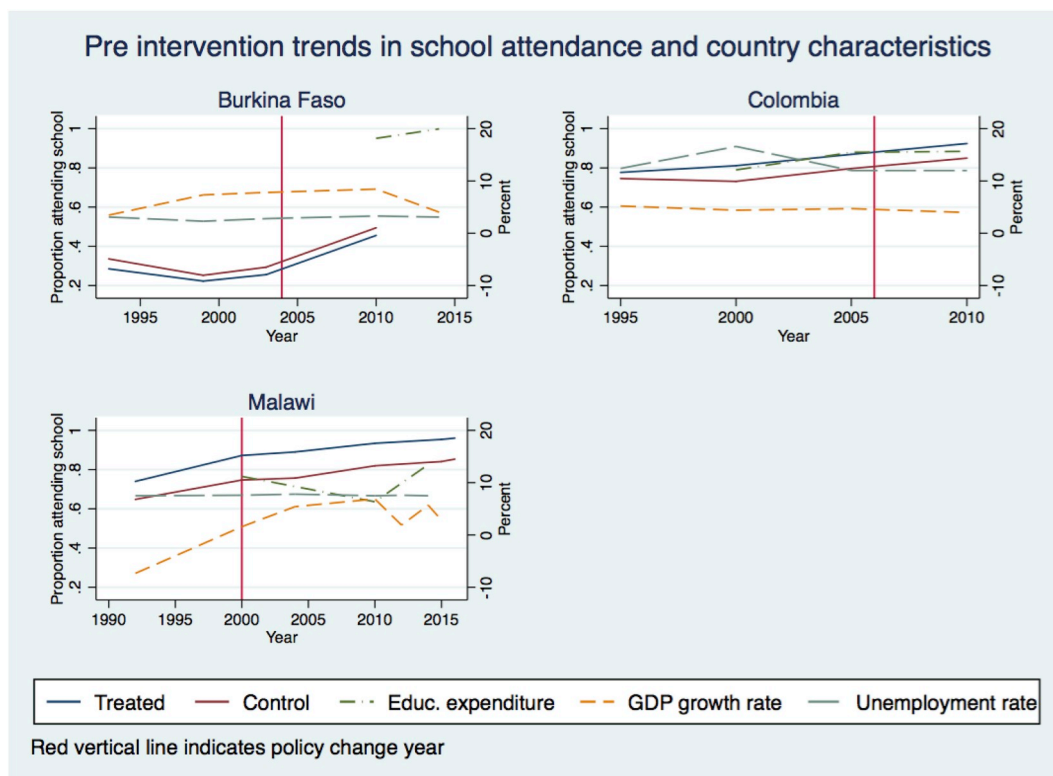 Pre intervention trends in school attendance and country characteristics
Burkina Faso
Proportion attending school
1
.8
.6
.4
.2
20
10
0
-10
Percent
1995 2000 2005 2010 2015
Year
Colombia
Proportion attending school
1
.8
.6
.4
.2
20
10
0
-10
Percent
1995 2000 2005 2010
Year
Malawi
Proportion attending school
1
.8
.6
.4
.2
20
10
0
-10
Percent
1990 1995 2000 2005 2010 2015
Year
Treated Control Educ. expenditure GDP growth rate Unemployment rate
Red vertical line indicates policy change year